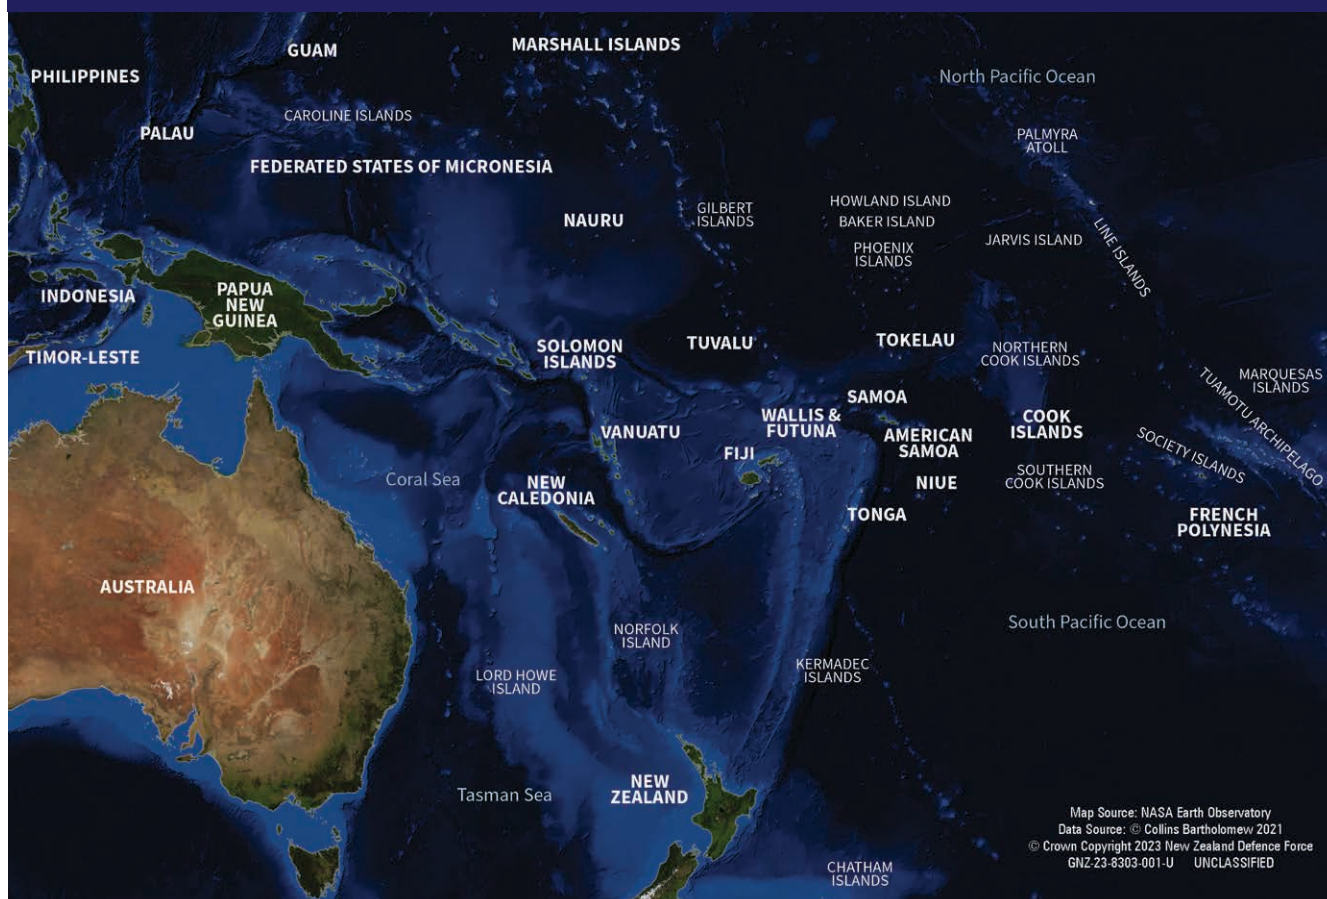 GUAM
MARSHALL ISLANDS
PHILIPPINES
North Pacific Ocean
CAROLINE ISLANDS
PALAU
PALMYRA
ATOLL
FEDERATED STATES OF MICRONESIA
HOWLAND ISLAND
NAURU
GILBERT
ISLANDS
BAKER ISLAND
JARVIS ISLAND
LINE ISLANDS
PHOENIX
ISLANDS
INDONESIA
PAPUA
NEW
GUINEA
TIMOR-LESTE
SOLOMON
ISLANDS
TUVALU
TOKELAU
NORTHERN
COOK ISLANDS
MARQUESAS
ISLANDS
TUAMOTU ARCHIPELAGO
SAMOA
WALLIS &
FUTUNA
COOK
ISLANDS
VANUATU
AMERICAN
SAMOA
SOCIETY ISLANDS
FIJI
Coral Sea
NEW
CALEDONIA
NIUE
SOUTHERN
COOK ISLANDS
TONGA
FRENCH
POLYNESIA
AUSTRALIA
South Pacific Ocean
NORFOLK
ISLAND
LORD HOWE
ISLAND
KERMADEC
ISLANDS
Tasman Sea
NEW
ZEALAND
Map Source: NASA Earth Observatory
Data Source: © Collins Bartholomew 2021
© Crown Copyright 2023 New Zealand Defence Force
GNZ-23-8303-001-U UNCLASSIFIED
CHATHAM
ISLANDS